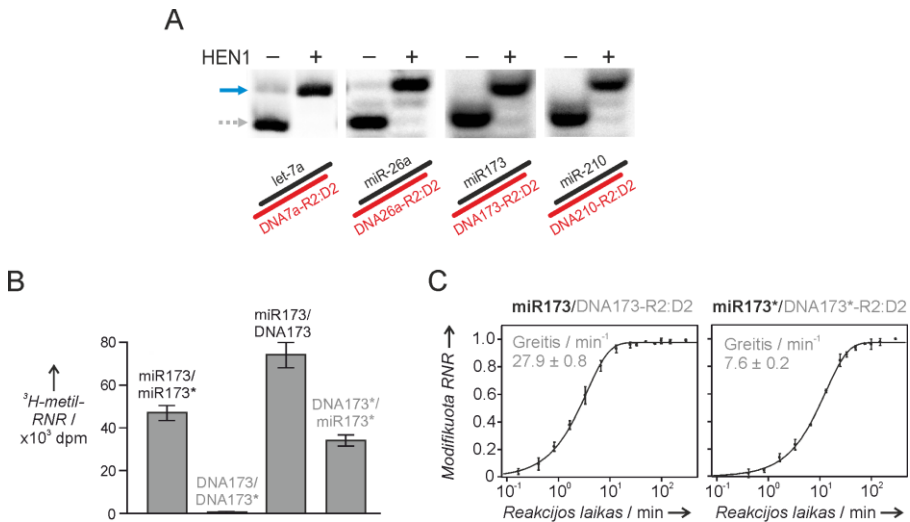 A
HEN1 – + – + – + – +
let-7a
DNA7a-R2:D2
miR-26a
DNA26a-R2:D2
miR173
DNA173-R2:D2
miR-210
DNA210-R2:D2
B
³H-metil-
RNR /
x10³ dpm
80
60
40
20
0
miR173/
miR173*
DNA173/
DNA173*
miR173/
DNA173
DNA173*/
miR173*
C
miR173/DNA173-R2:D2
miR173*/DNA173*-R2:D2
Modifikuota RNR
1.0
0.8
0.6
0.4
0.2
0
Greitis / min⁻¹
27.9 ± 0.8
Greitis / min⁻¹
7.6 ± 0.2
10⁻¹ 10⁰ 10¹ 10²
10⁻¹ 10⁰ 10¹ 10²
Reakcijos laikas / min
Reakcijos laikas / min